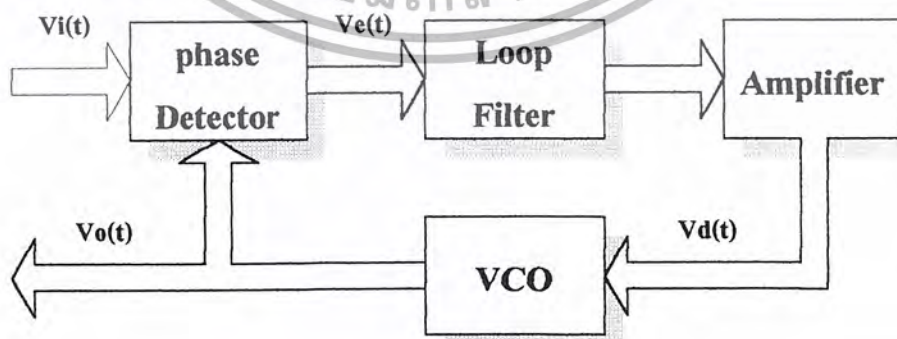 Vi(t)
phase
Detector
Ve(t)
Loop
Filter
Amplifier
Vo(t)
VCO
Vd(t)